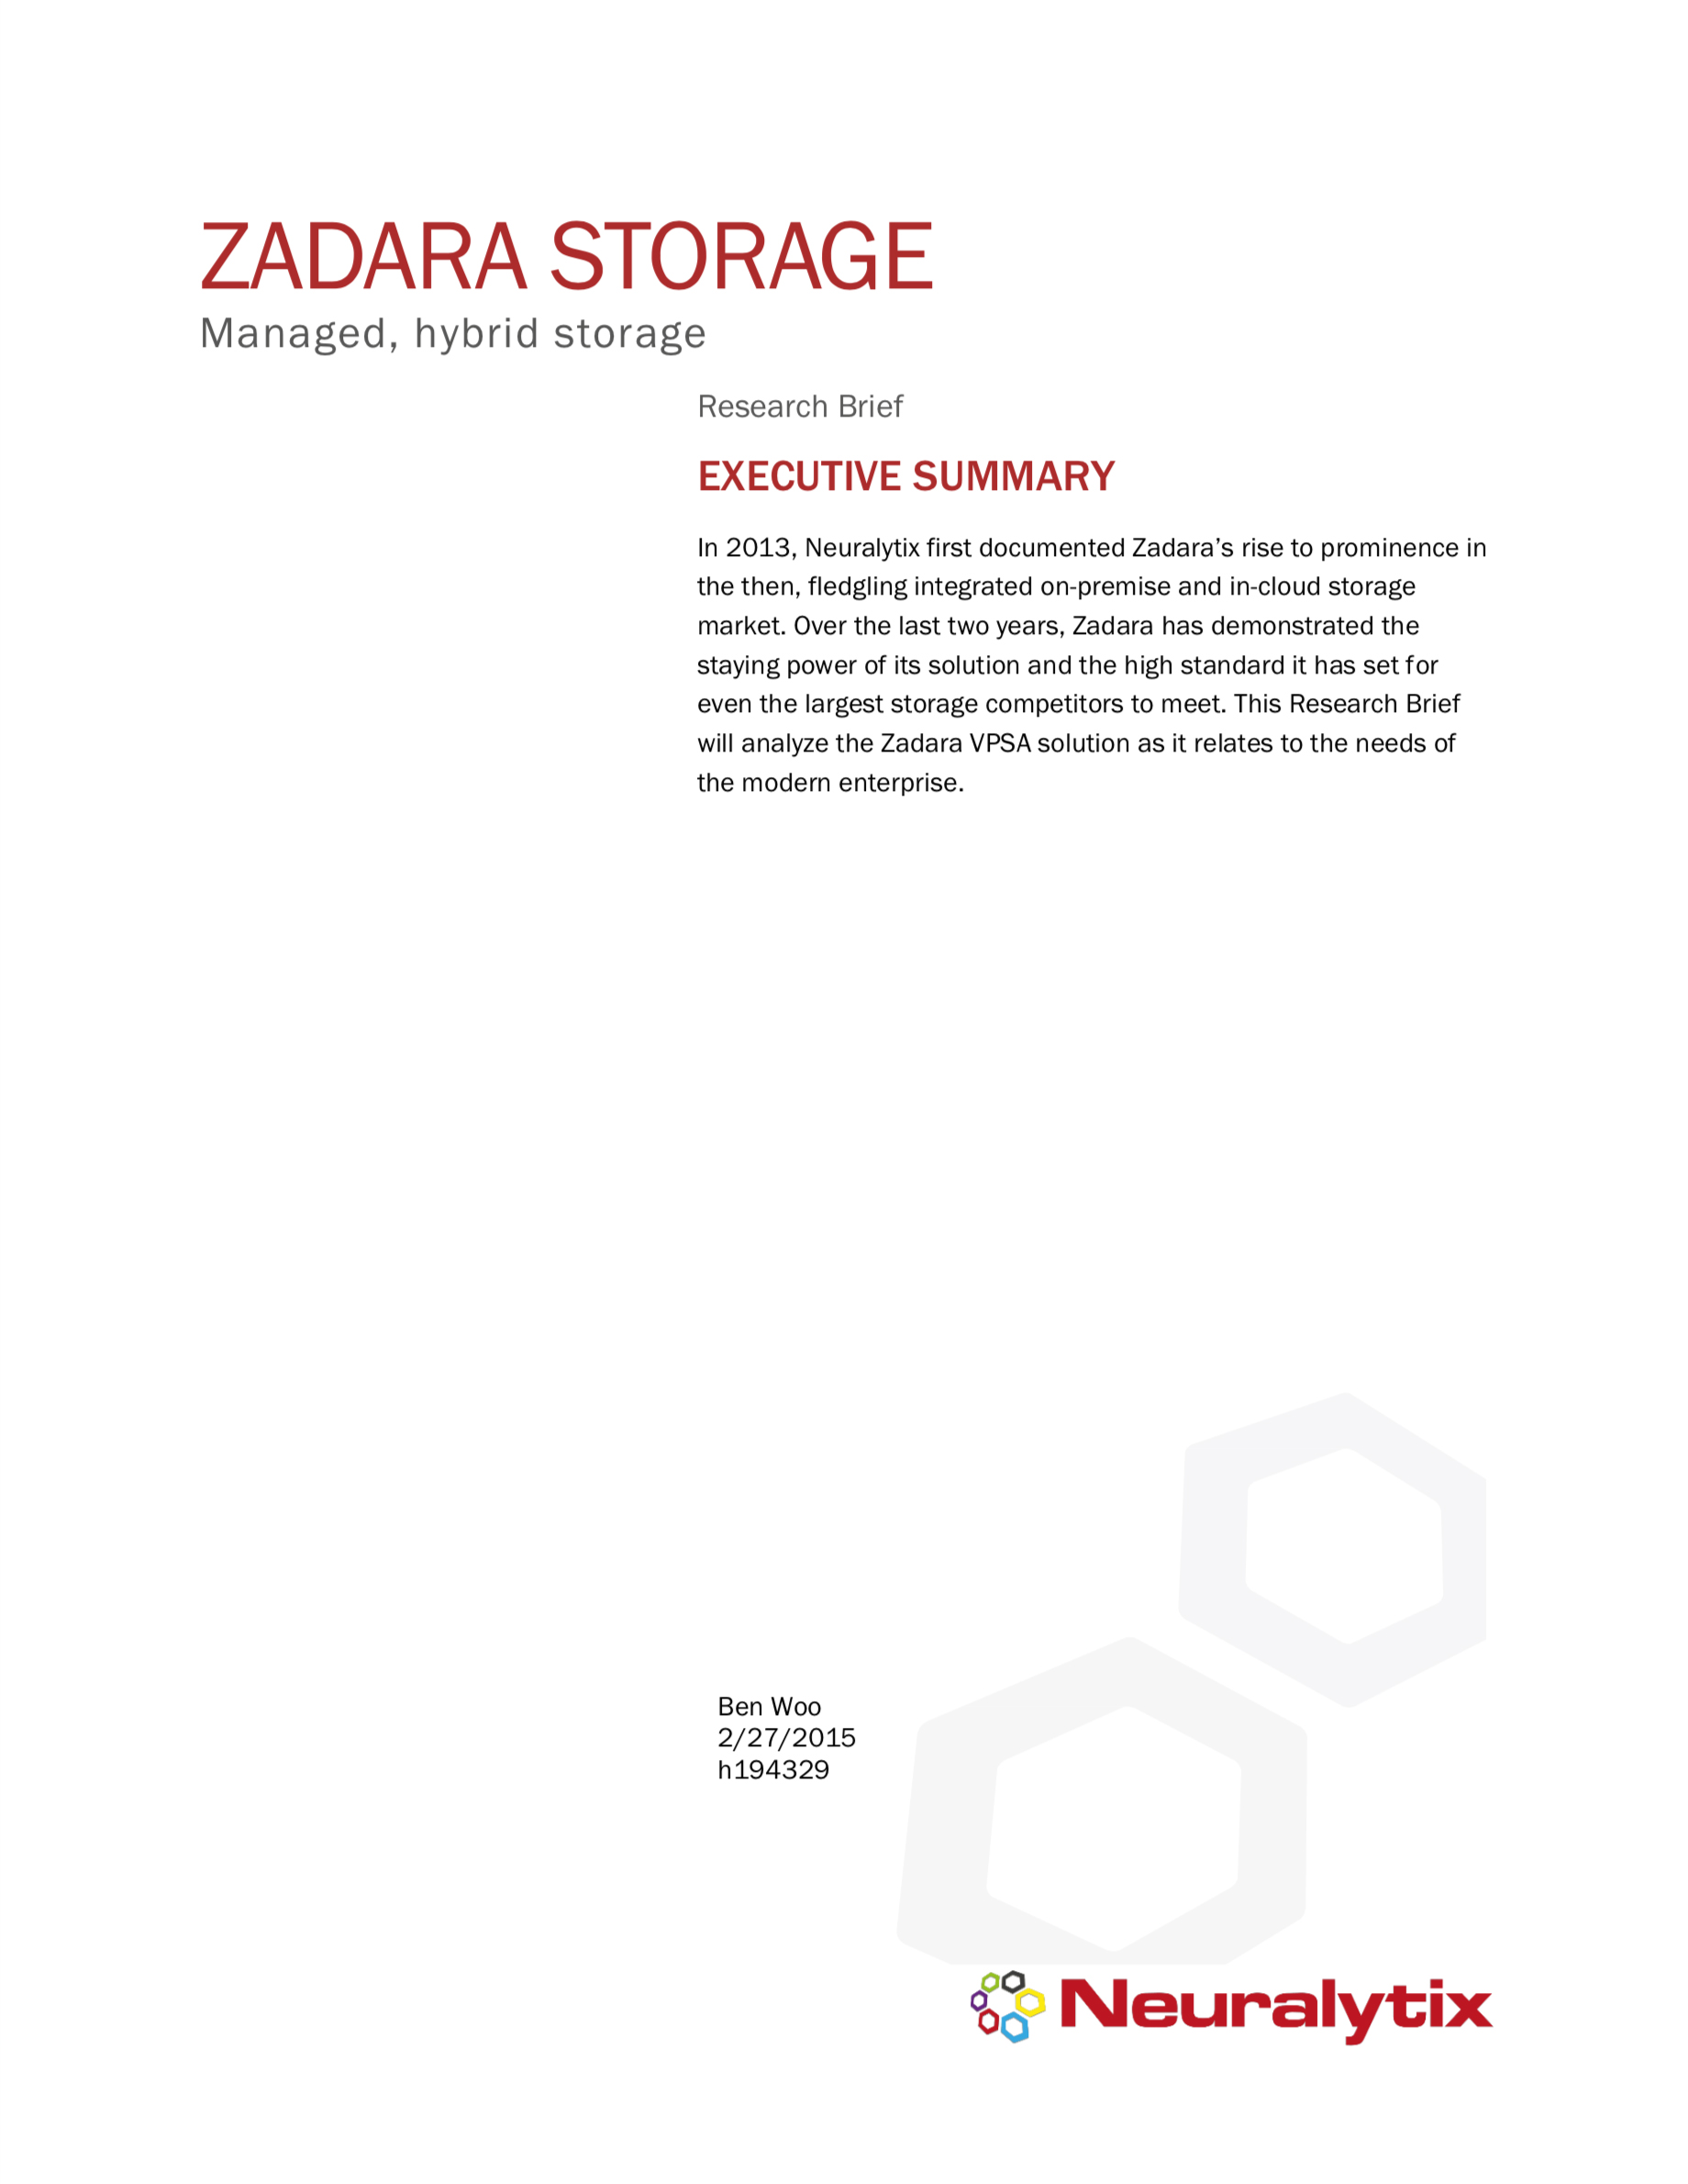 ZADARA STORAGE
Managed, hybrid storage
Research Brief
EXECUTIVE SUMMARY
In 2013, Neuralytix first documented Zadara’s rise to prominence in
the then, fledgling integrated on-premise and in-cloud storage
market. Over the last two years, Zadara has demonstrated the
staying power of its solution and the high standard it has set for
even the largest storage competitors to meet. This Research Brief
will analyze the Zadara VPSA solution as it relates to the needs of
the modern enterprise.
Ben Woo
2/27/2015
h194329
Neuralytix